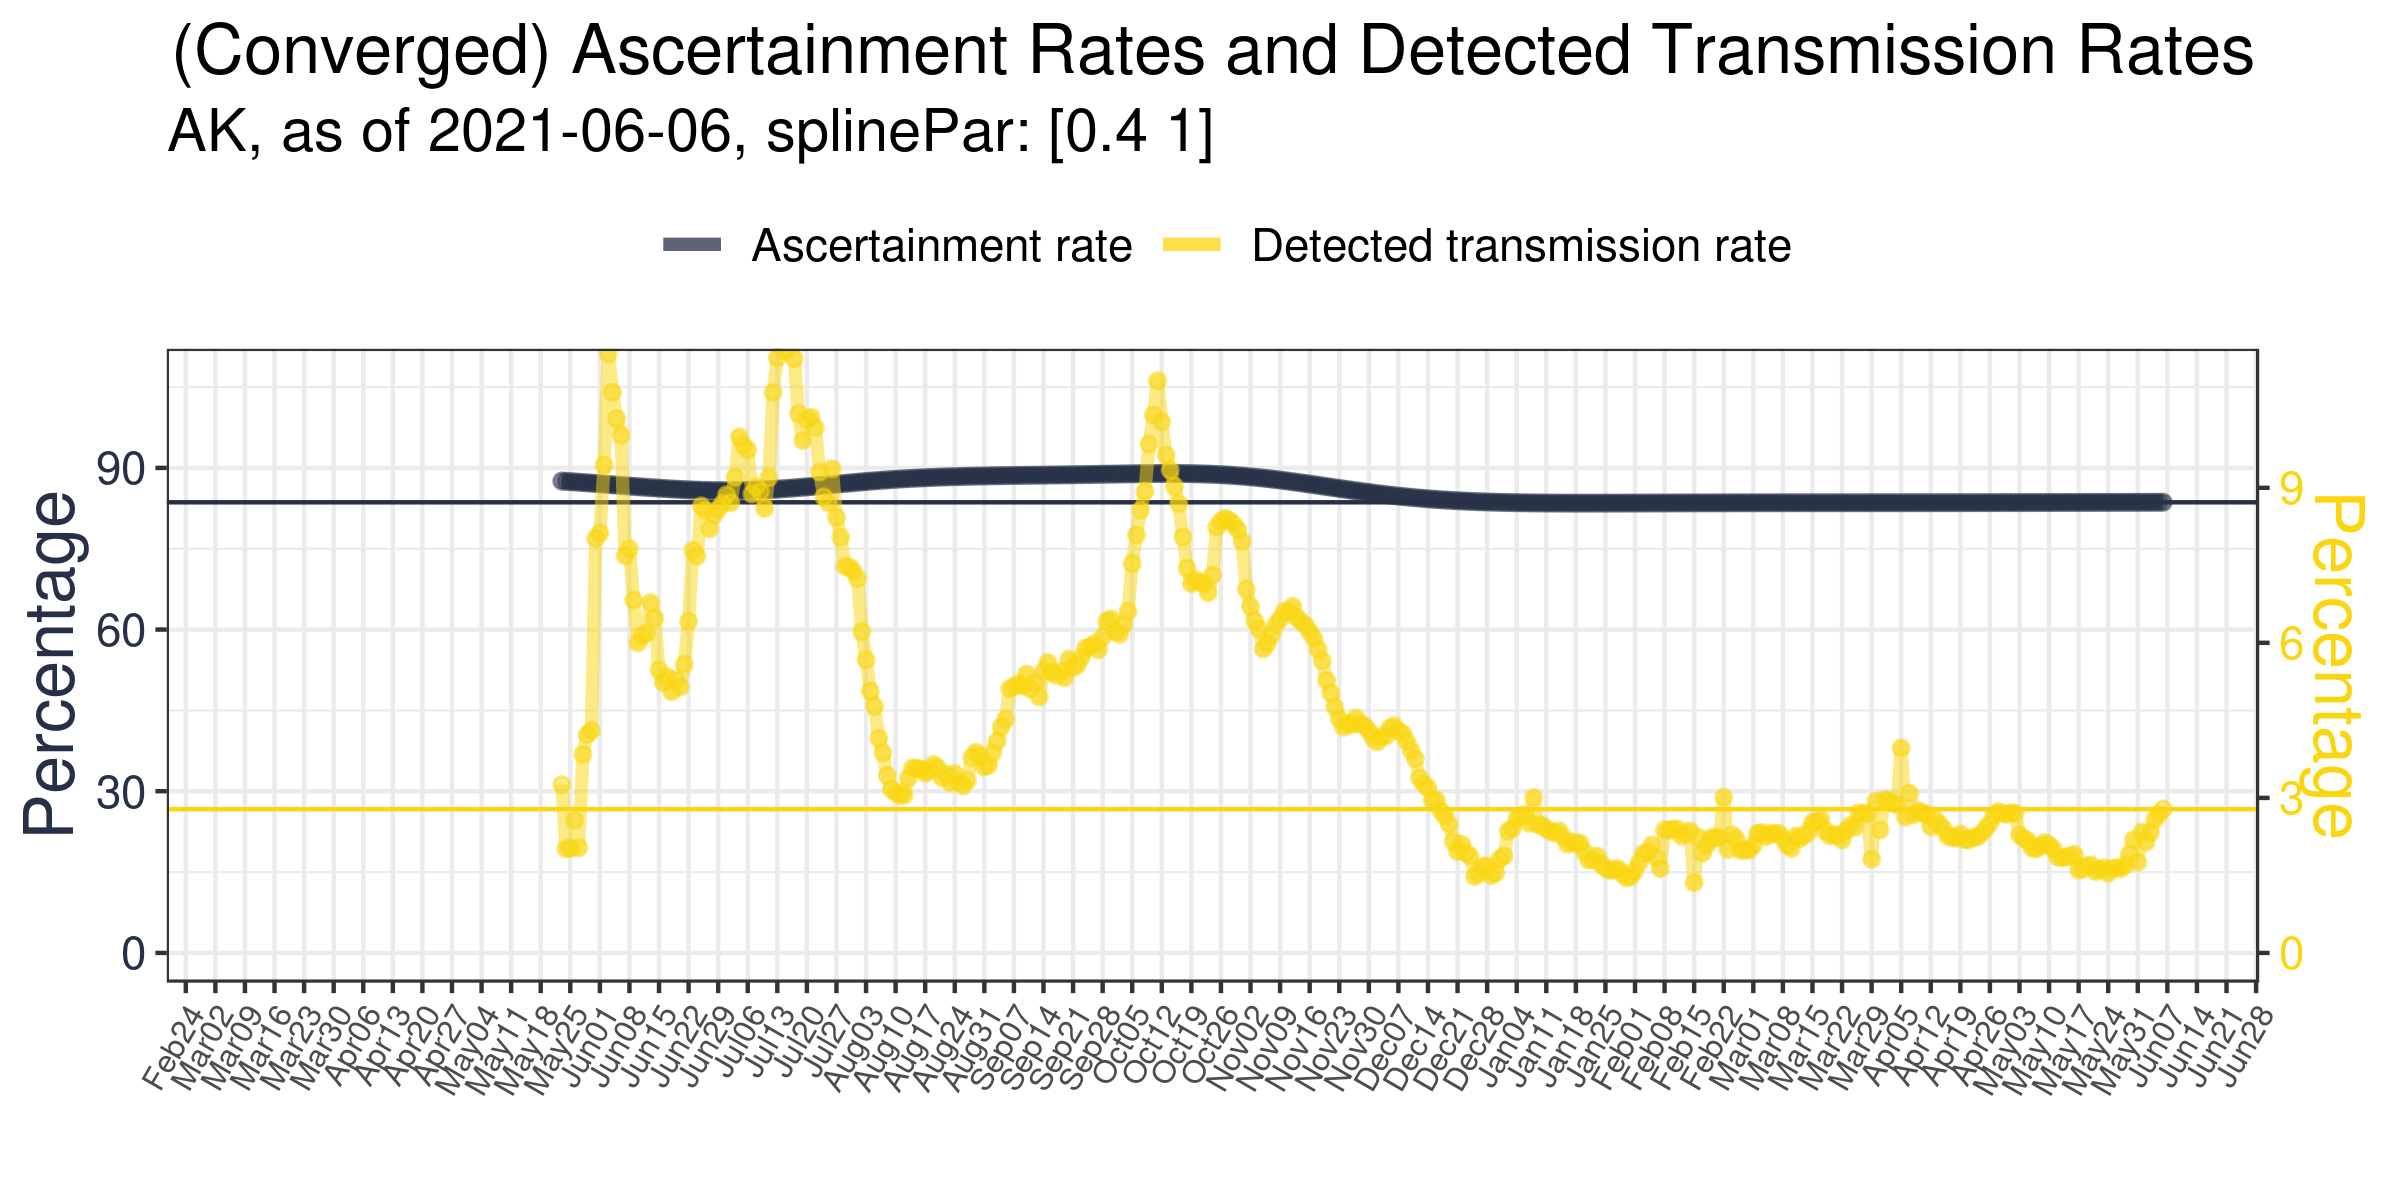 (Converged) Ascertainment Rates and Detected Transmission Rates
AK, as of 2021-06-06, splinePar: [0.4 1]
Ascertainment rate
Detected transmission rate
Percentage
90
60
30
0
9
6
3
0
Percentage
Feb24
Mar02
Mar09
Mar16
Mar23
Mar30
Apr06
Apr13
Apr20
Apr27
May04
May11
May18
May25
Jun01
Jun08
Jun15
Jun22
Jun29
Jul06
Jul13
Jul20
Jul27
Aug03
Aug10
Aug17
Aug24
Aug31
Sep07
Sep14
Sep21
Sep28
Oct05
Oct12
Oct19
Oct26
Nov02
Nov09
Nov16
Nov23
Nov30
Dec07
Dec14
Dec21
Dec28
Jan04
Jan11
Jan18
Jan25
Feb01
Feb08
Feb15
Feb22
Mar01
Mar08
Mar15
Mar22
Mar29
Apr05
Apr12
Apr19
Apr26
May03
May10
May17
May24
May31
Jun07
Jun14
Jun21
Jun28